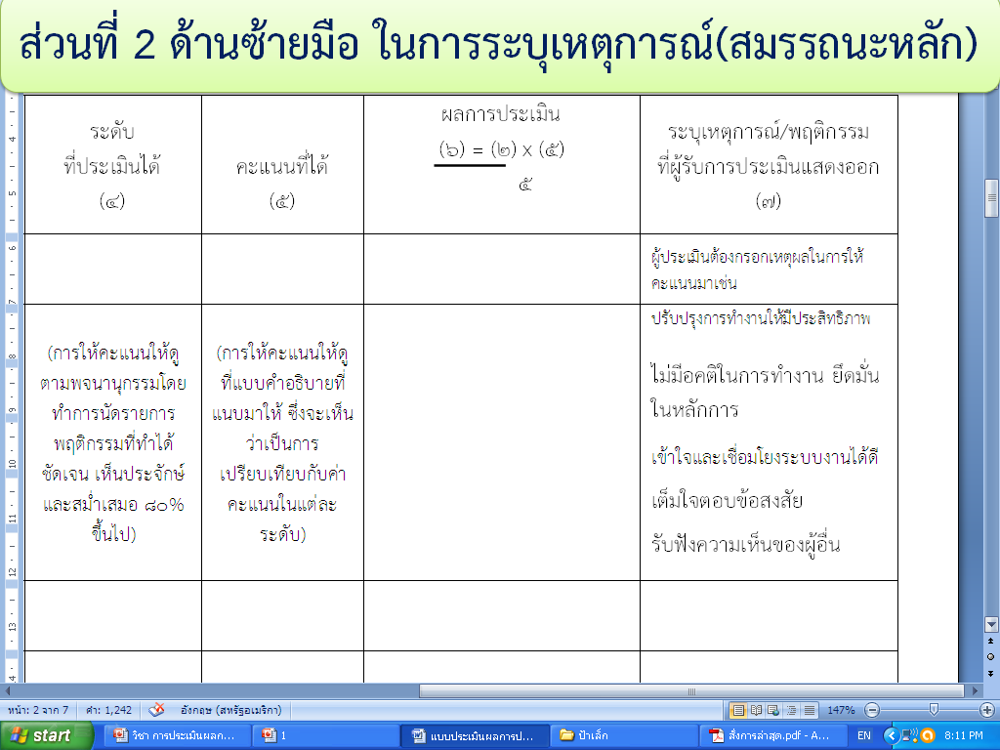 ส่วนที่ 2 ด้านซ้ายมือ ในการระบุเหตุการณ์(สมรรถนะหลัก)
ระดับ
ที่ประเมินได้
(๔)
คะแนนที่ได้
(๕)
ผลการประเมิน
(๖) = (๒) x (๕)
๕
ระบุเหตุการณ์/พฤติกรรม
ที่ผู้รับการประเมินแสดงออก
(๗)
ผู้ประเมินต้องกรอกเหตุผลในการให้
คะแนนมาเช่น
(การให้คะแนนให้ดู
ตามพจนานุกรรมโดย
ทำการนัดรายการ
พฤติกรรมที่ทำได้
ชัดเจน เห็นประจักษ์
และสม่ำเสมอ ๘๐%
ขึ้นไป)
(การให้คะแนนให้ดู
ที่แบบคำอธิบายที่
แนบมาให้ ซึ่งจะเห็น
ว่าเป็นการ
เปรียบเทียบกับค่า
คะแนนในแต่ละ
ระดับ)
ปรับปรุงการทำงานให้มีประสิทธิภาพ
ไม่มีอคติในการทำงาน ยึดมั่น
ในหลักการ
เข้าใจและเชื่อมโยงระบบงานได้ดี
เต็มใจตอบข้อสงสัย
รับฟังความเห็นของผู้อื่น
หน้า: 2 จาก 7 คำ: 1,242 อังกฤษ (สหรัฐอเมริกา) 147%
start วิชา การประเมินผลก... 1 แบบประเมินผลการป... ป้าเล็ก สั่งการล่าสุด.pdf - A... EN 8:11 PM